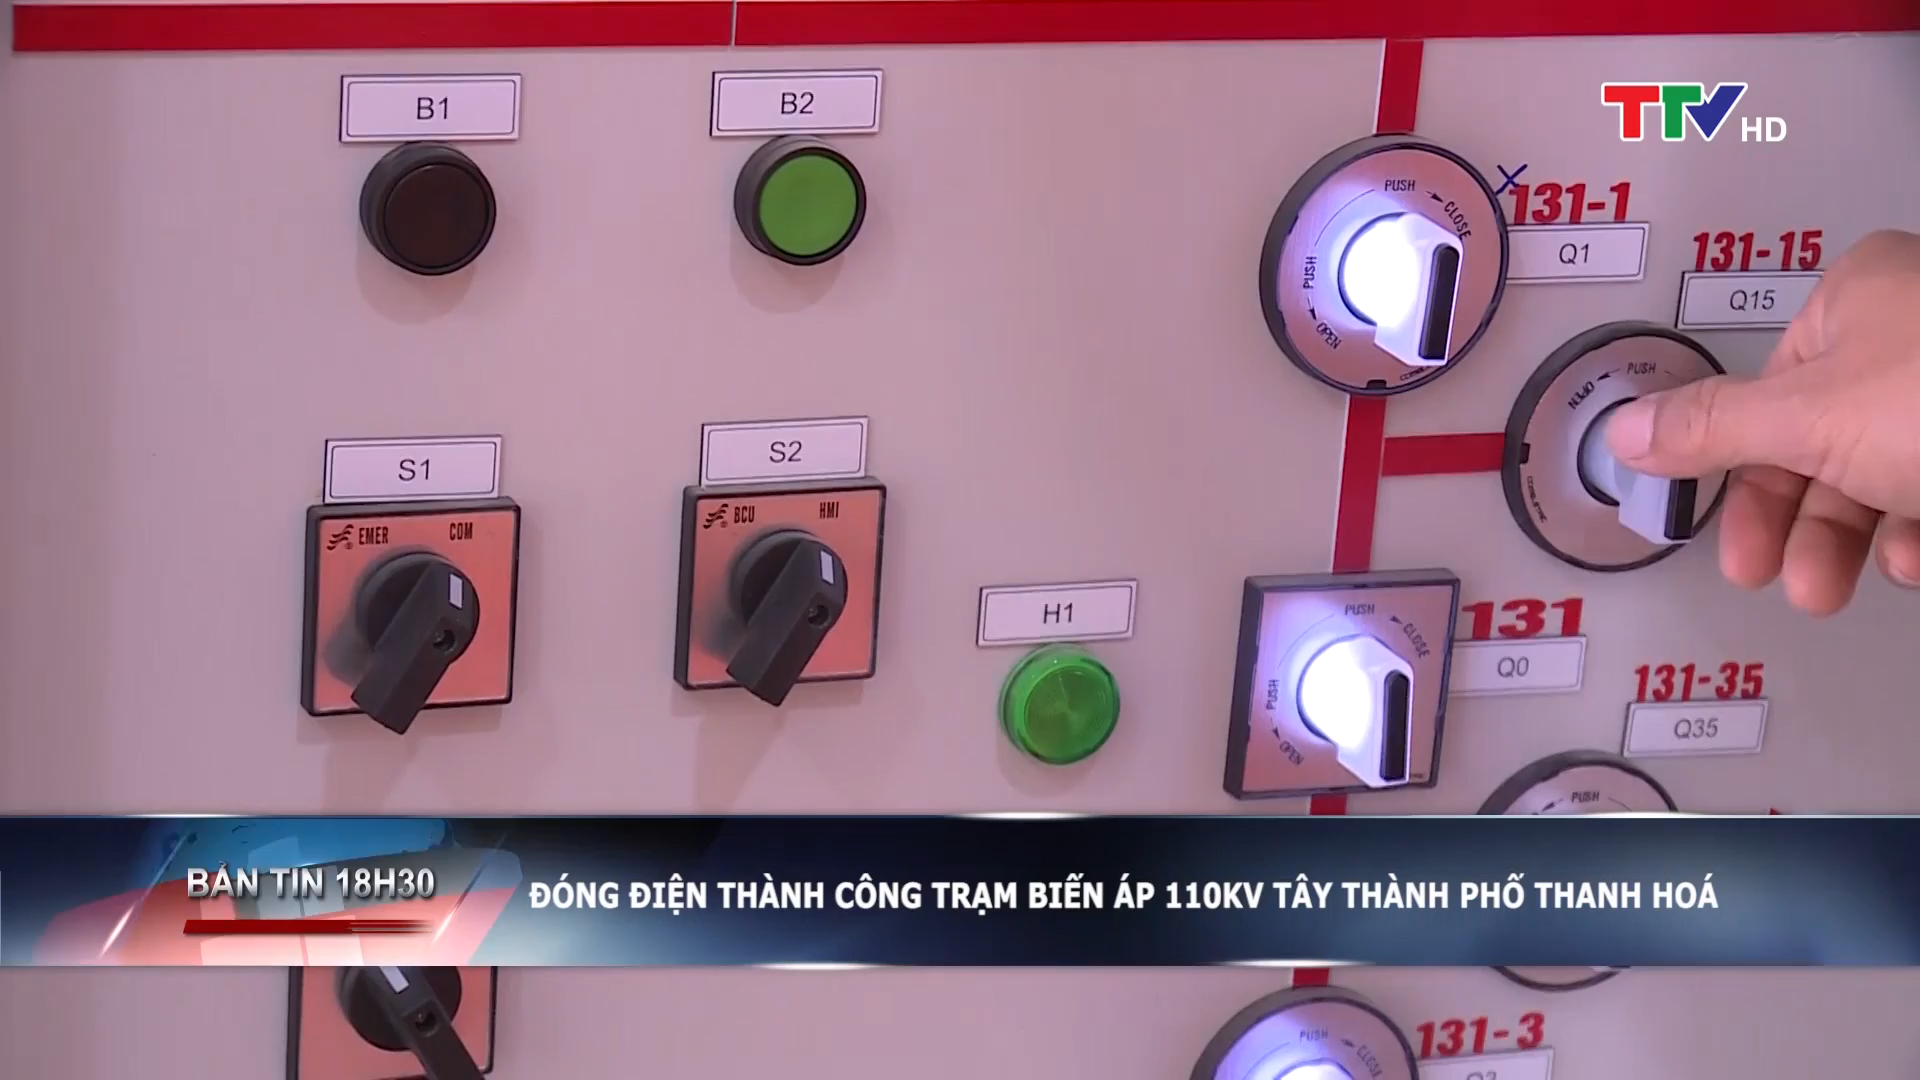 B1
B2
TTV HD
PUSH
CLOSE
PUSH
OPEN
131-1
Q1
131-15
Q15
PUSH
OPEN
S1
EMER
COM
S2
BCU
HMI
H1
PUSH
CLOSE
PUSH
OPEN
131
Q0
131-35
Q35
PUSH
BẢN TIN 18H30
ĐÓNG ĐIỆN THÀNH CÔNG TRẠM BIẾN ÁP 110KV TÂY THÀNH PHỐ THANH HOÁ
PUSH
CLOSE
131-3